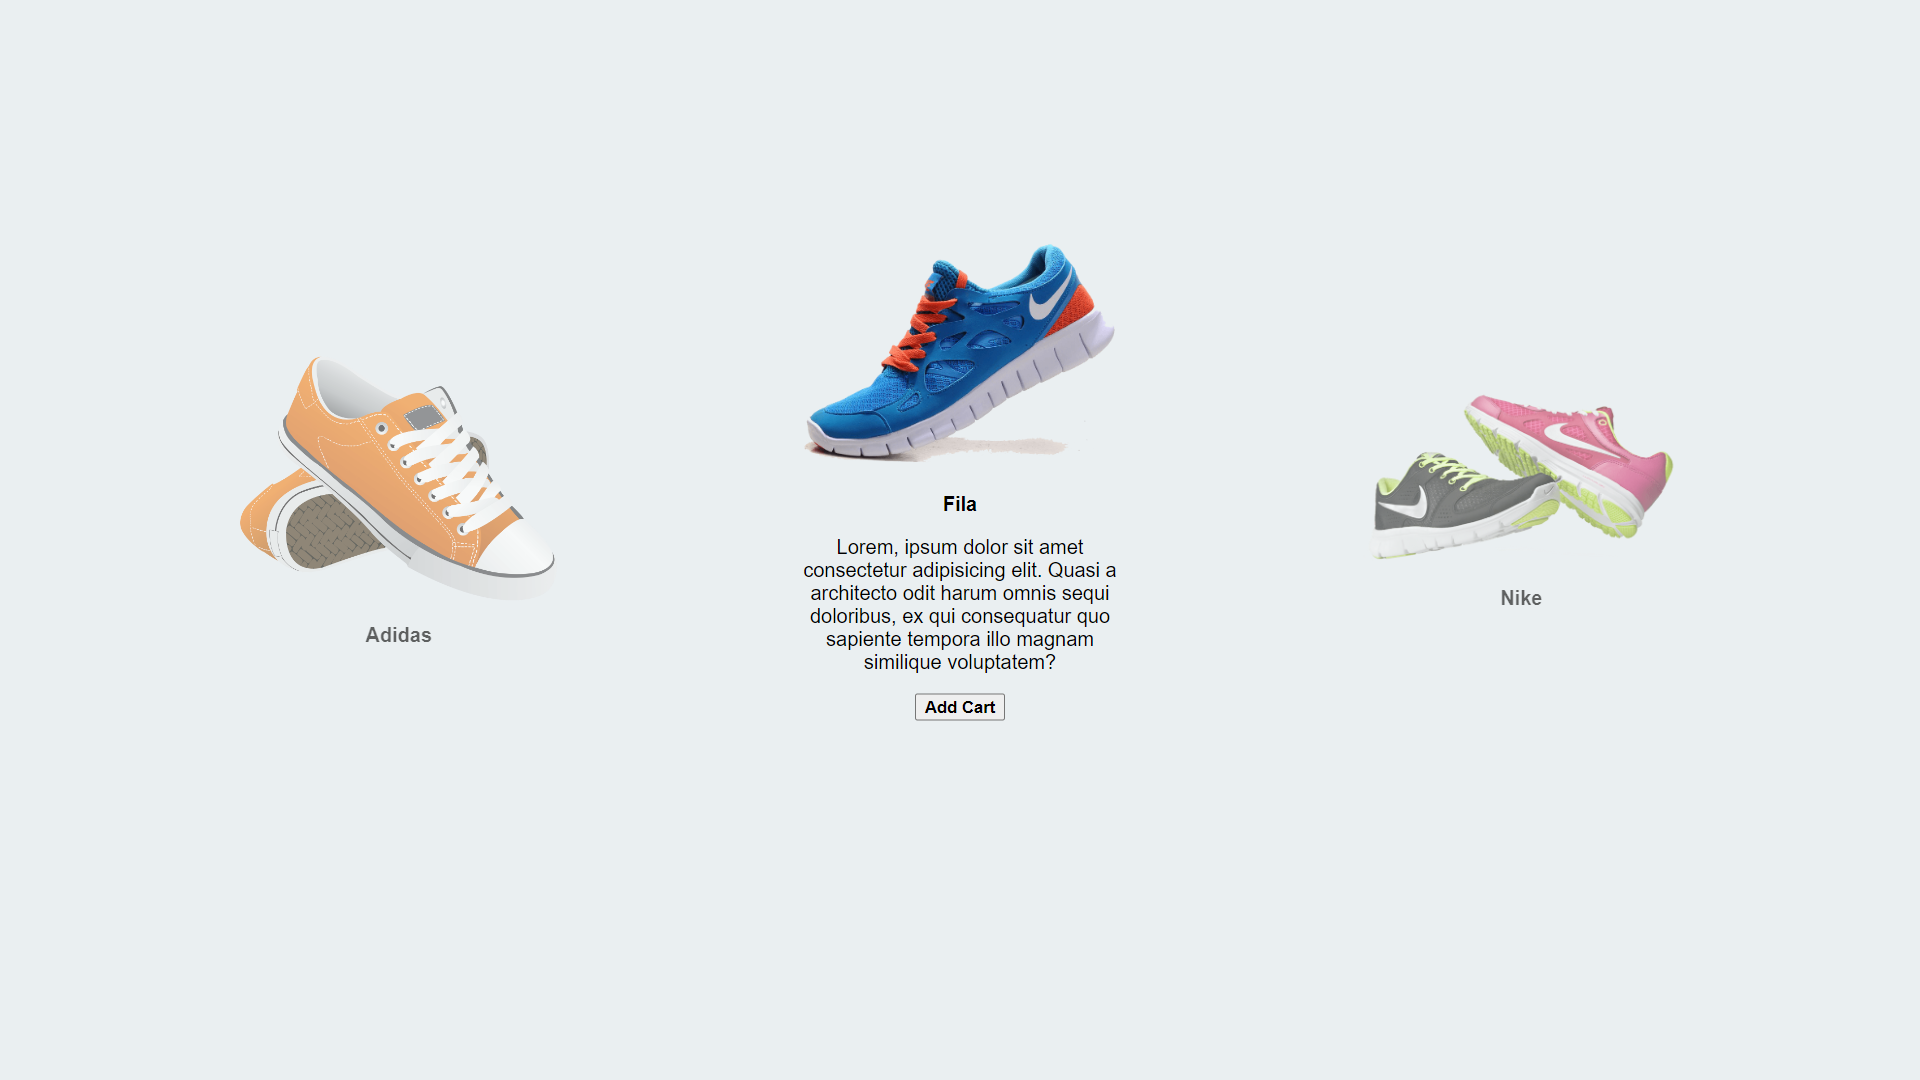 Adidas
Fila
Lorem, ipsum dolor sit amet
consectetur adipisicing elit. Quasi a
architecto odit harum omnis sequi
doloribus, ex qui consequatur quo
sapiente tempora illo magnam
similique voluptatem?
Add Cart
Nike